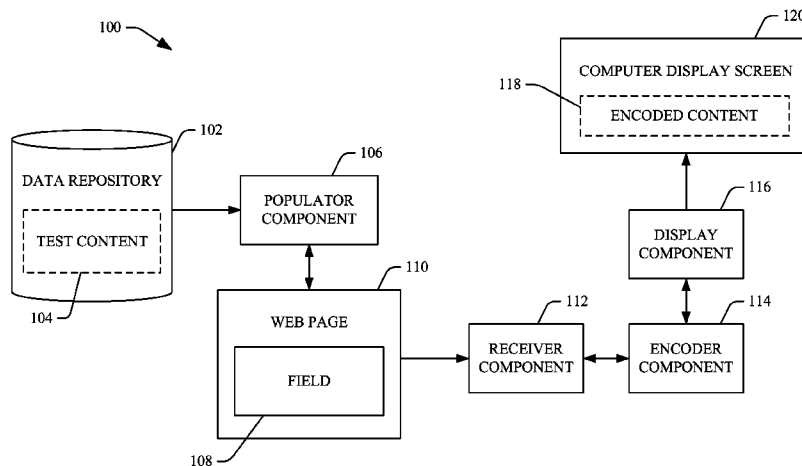 100
120
COMPUTER DISPLAY SCREEN
118
ENCODED CONTENT
102
DATA REPOSITORY
TEST CONTENT
104
106
POPULATOR
COMPONENT
116
DISPLAY
COMPONENT
110
WEB PAGE
FIELD
108
112
RECEIVER
COMPONENT
114
ENCODER
COMPONENT